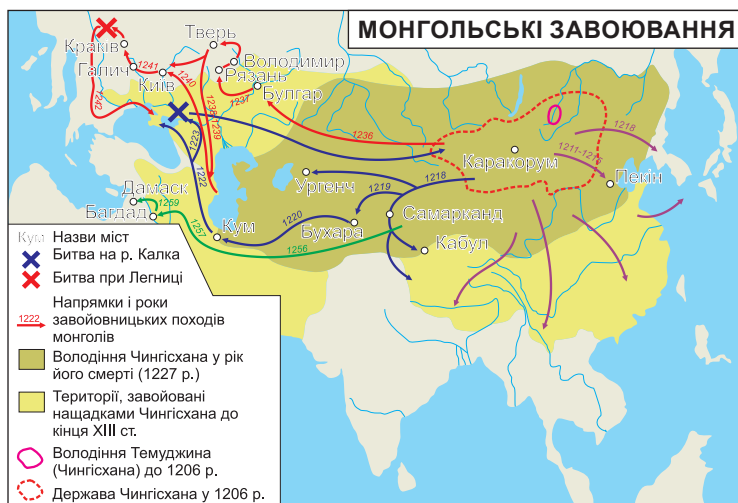 МОНГОЛЬСЬКІ ЗАВОЮВАННЯ
Краків
Тверь
Галич
1241
Київ
1240
Володимир
Рязань
Булгар
1237
1242
1238
1239
1236
1223
1222
1211-1215
1218
Каракорум
Пекін
Ургенч
1219
1218
Дамаск
1259
Багдад
1257
Кум
1220
Бухара
Самарканд
1256
Кабул
Кум Назви міст
Битва на р. Калка
Битва при Легниці
1222
Напрямки і роки
завойовницьких походів
монголів
Володіння Чингісхана у рік
його смерті (1227 р.)
Території, завойовані
нащадками Чингісхана до
кінця XIII ст.
Володіння Темуджина
(Чингісхана) до 1206 р.
Держава Чингісхана у 1206 р.